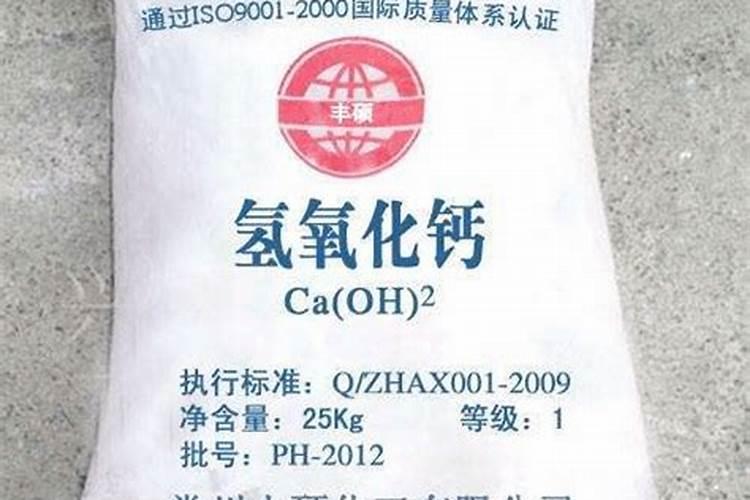 通过ISO9001-2000国际质量体系认证
丰硕
氢氧化钙
Ca(OH)²
执行标准：Q/ZHAX001-2009
净含量：25Kg 等级：1
批号：PH-2012